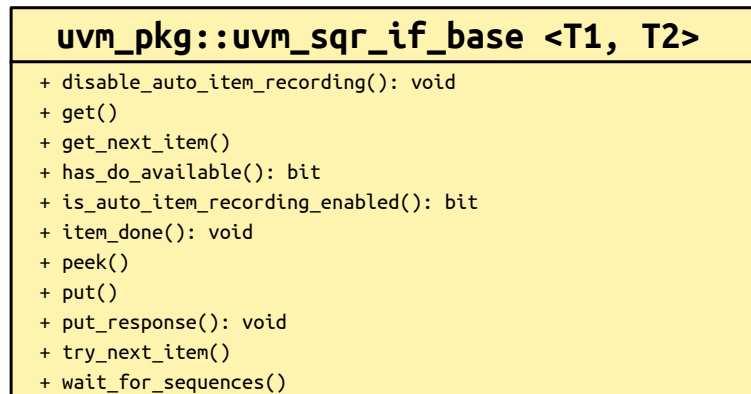 uvm_pkg::uvm_sqr_if_base <T1, T2>
+ disable_auto_item_recording(): void
+ get()
+ get_next_item()
+ has_do_available(): bit
+ is_auto_item_recording_enabled(): bit
+ item_done(): void
+ peek()
+ put()
+ put_response(): void
+ try_next_item()
+ wait_for_sequences()